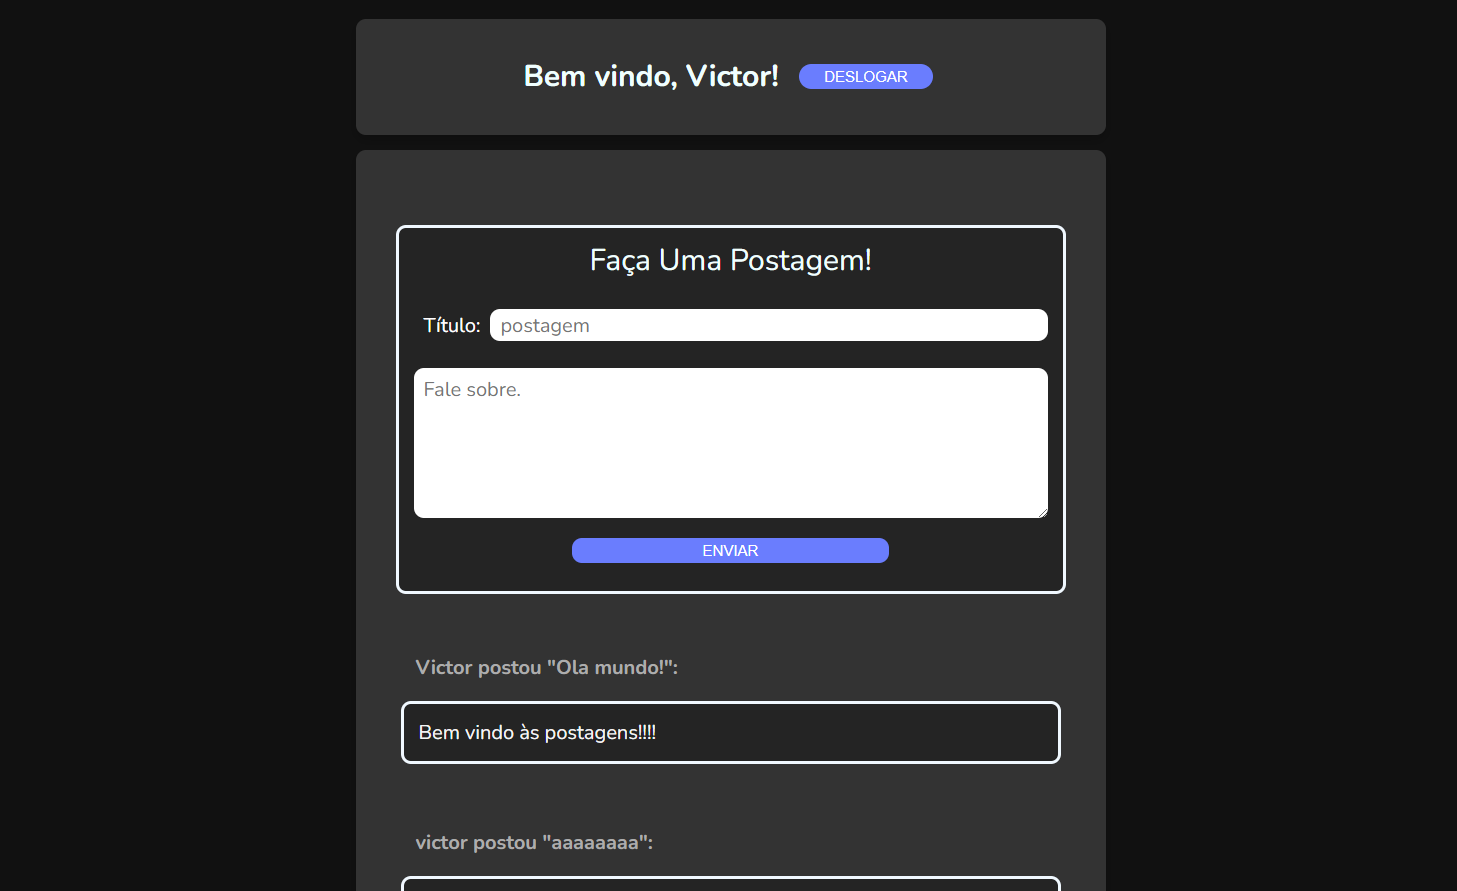 Bem vindo, Victor! DESLOGAR
Faça Uma Postagem!
Título: postagem
Fale sobre.
ENVIAR
Victor postou "Ola mundo!":
Bem vindo às postagens!!!!
victor postou "aaaaaaaa":